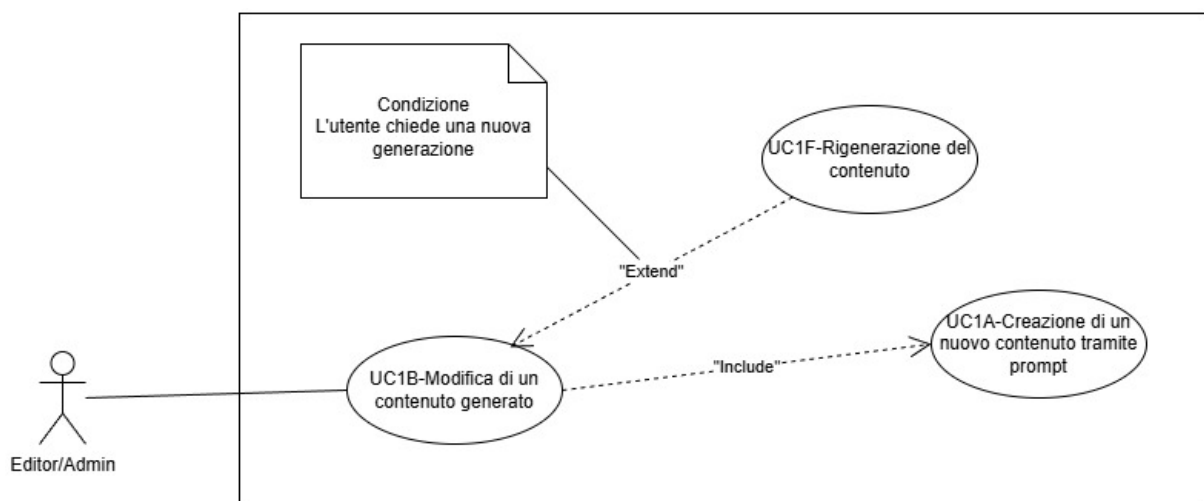 Condizione
L'utente chiede una nuova
generazione
UC1F-Rigenerazione del
contenuto
"Extend"
UC1A-Creazione di un
nuovo contenuto tramite
prompt
"Include"
UC1B-Modifica di un
contenuto generato
Editor/Admin